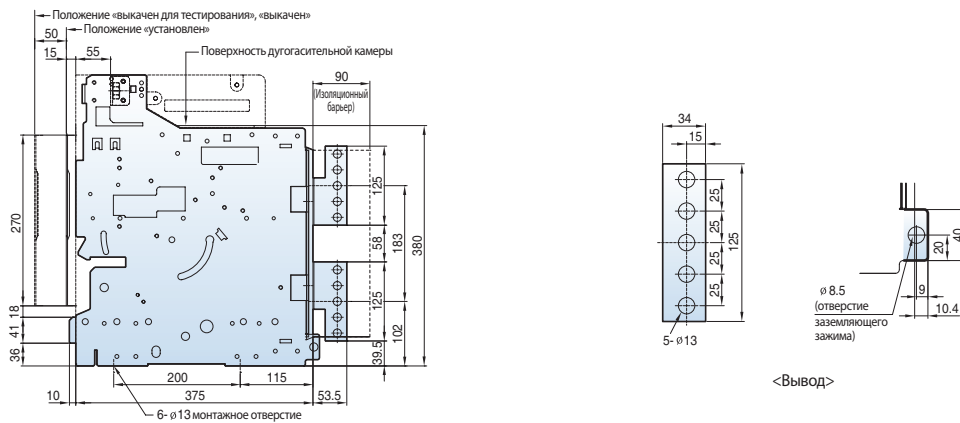 Положение «выкачен для тестирования», «выкачен»
50
Положение «установлен»
15
55
Поверхность дугогасительной камеры
90
(Изоляционный
барьер)
270
18
41
36
125
58
125
39.5
183
102
380
200
115
10
375
53.5
6- ø13 монтажное отверстие
34
15
25
25
25
25
125
5- ø13
ø 8.5
(отверстие
заземляющего
зажима)
20
40
9
10.4
<Вывод>